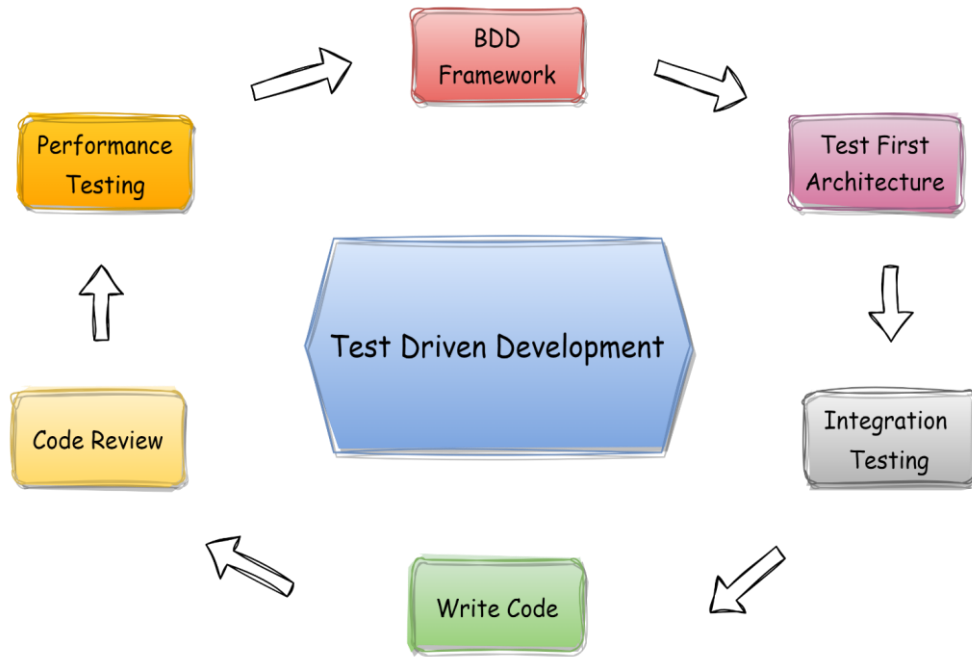 BDD
Framework
Performance
Testing
Test First
Architecture
Test Driven Development
Code Review
Integration
Testing
Write Code